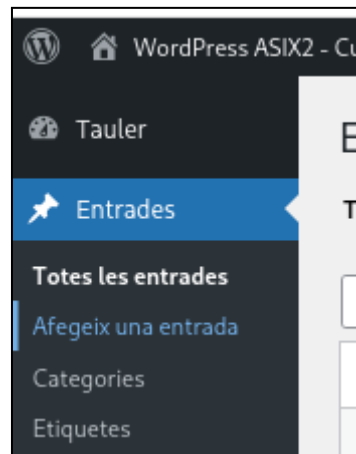 WordPress ASIX2 - Cu
Tauler
Entrades
Totes les entrades
Afegeix una entrada
Categories
Etiquetes